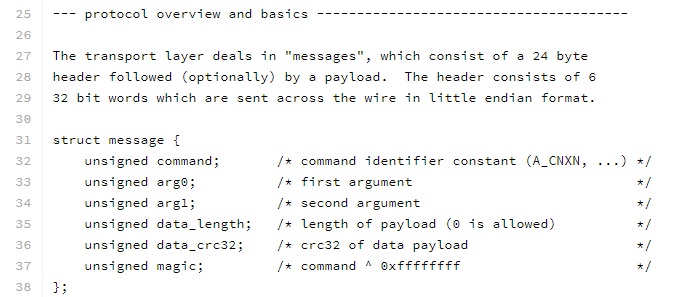 25 --- protocol overview and basics ---------------------------------------
26
27 The transport layer deals in "messages", which consist of a 24 byte
28 header followed (optionally) by a payload.  The header consists of 6
29 32 bit words which are sent across the wire in little endian format.
30
31 struct message {
32     unsigned command;       /* command identifier constant (A_CNXN, ...) */
33     unsigned arg0;          /* first argument                            */
34     unsigned arg1;          /* second argument                           */
35     unsigned data_length;   /* length of payload (0 is allowed)          */
36     unsigned data_crc32;    /* crc32 of data payload                     */
37     unsigned magic;         /* command ^ 0xffffffff                      */
38 };